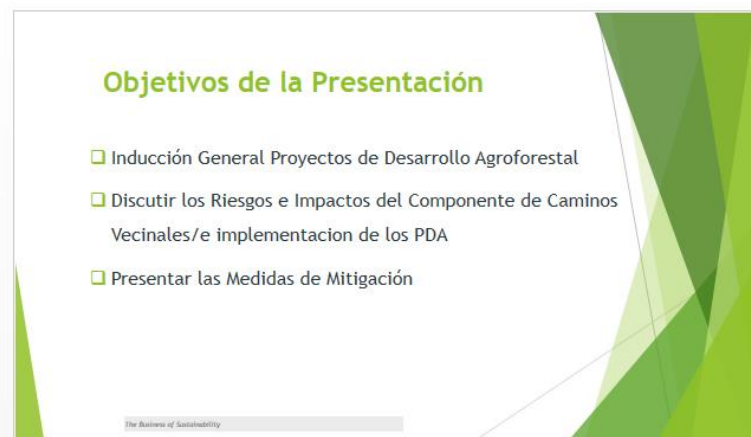 Objetivos de la Presentación
Inducción General Proyectos de Desarrollo Agroforestal
Discutir los Riesgos e Impactos del Componente de Caminos
Vecinales/e implementacion de los PDA
Presentar las Medidas de Mitigación
The Business of Sustainability